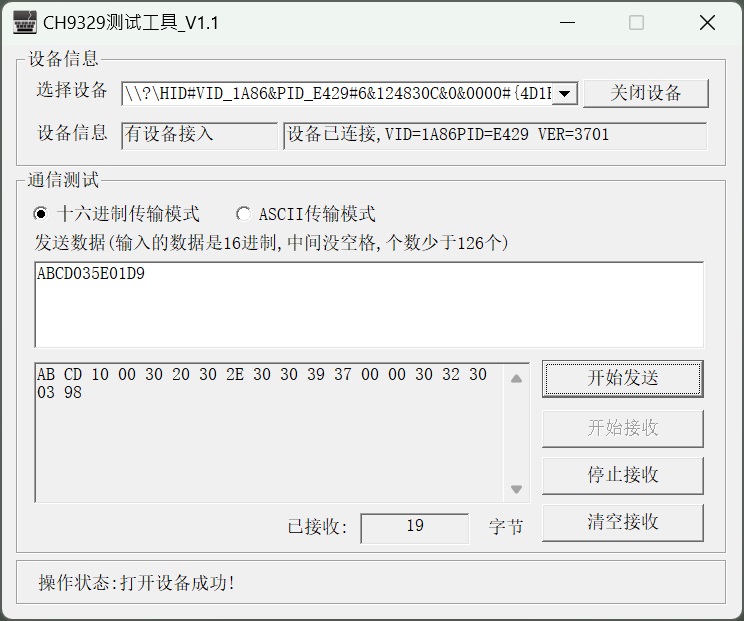 CH9329测试工具_V1.1
设备信息
选择设备 \\?\HID#VID_1A86&PID_E429#6&124830C&0&0000#{4D1E 关闭设备
设备信息 有设备接入 设备已连接,VID=1A86PID=E429 VER=3701
通信测试
十六进制传输模式 ASCII传输模式
发送数据(输入的数据是16进制,中间没空格,个数少于126个)
ABCD035E01D9
AB CD 10 00 30 20 30 2E 30 30 39 37 00 00 30 32 30
03 98
开始发送
开始接收
停止接收
清空接收
已接收: 19 字节
操作状态:打开设备成功!